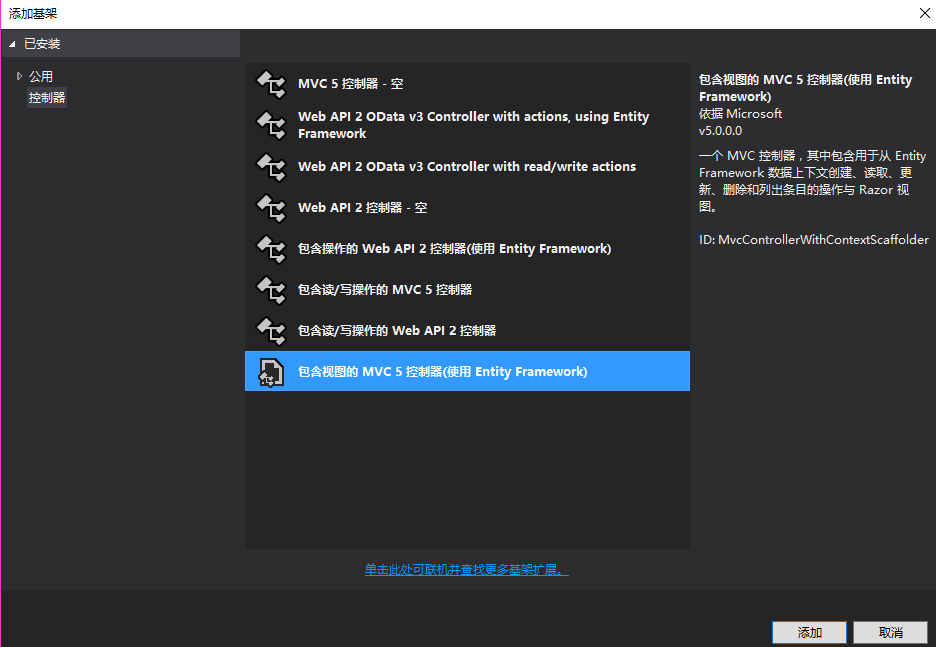 添加基架
已安装
公用
控制器
MVC 5 控制器 - 空
Web API 2 OData v3 Controller with actions, using Entity
Framework
Web API 2 OData v3 Controller with read/write actions
Web API 2 控制器 - 空
包含操作的 Web API 2 控制器(使用 Entity Framework)
包含读/写操作的 MVC 5 控制器
包含读/写操作的 Web API 2 控制器
包含视图的 MVC 5 控制器(使用 Entity Framework)
单击此处可联机并查找更多基架扩展。
包含视图的 MVC 5 控制器(使用 Entity
Framework)
依据 Microsoft
v5.0.0.0
一个 MVC 控制器，其中包含用于从 Entity
Framework 数据上下文创建、读取、更
新、删除和列出条目的操作与 Razor 视
图。
ID: MvcControllerWithContextScaffolder
添加
取消